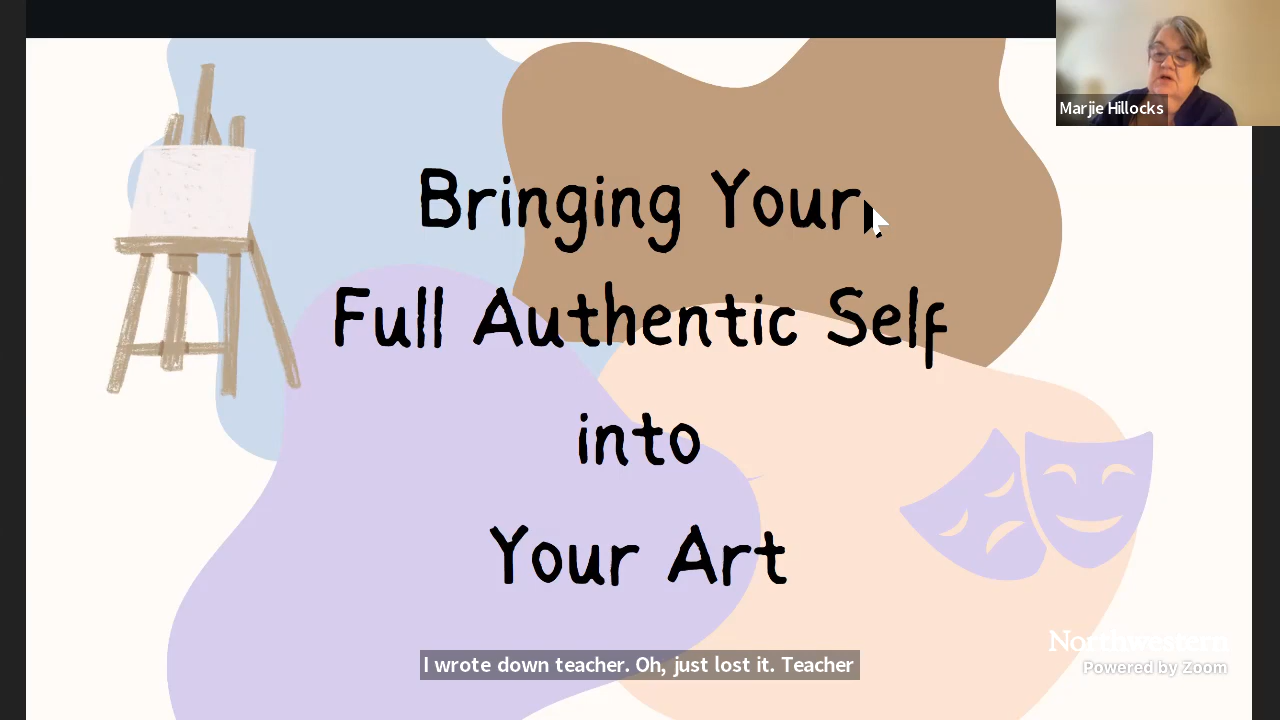 Marjie Hillocks
Bringing Your
Full Authentic Self
into
Your Art
Northwestern
Powered by Zoom
I wrote down teacher. Oh, just lost it. Teacher